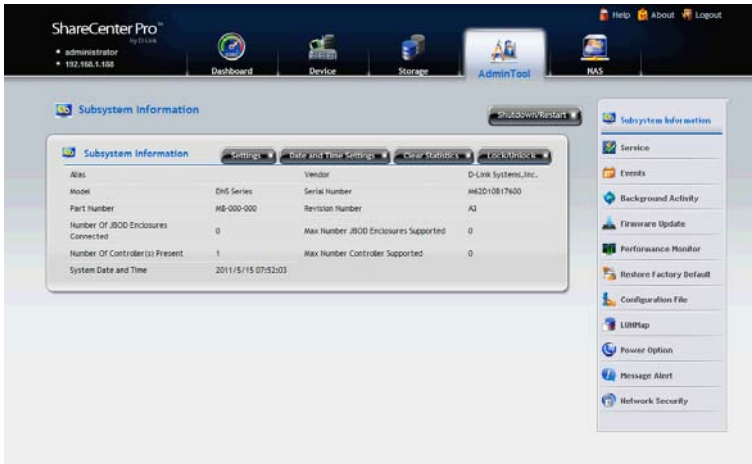 ShareCenter Pro™
by D-Link
administrator
192.168.1.188
Help About Logout
Dashboard Device Storage AdminTool NAS
Subsystem Information
Shutdown/Restart
Subsystem Information
Settings Date and Time Settings Clear Statistics Lock/Unlock
Alias Vendor D-Link Systems,Inc.
Model DNS Series Serial Number M62D10817600
Part Number MB-000-000 Revision Number A3
Number Of JBOD Enclosures Connected 0 Max Number JBOD Enclosures Supported 0
Number Of Controller(s) Present 1 Max Number Controller Supported 0
System Date and Time 2011/5/15 07:52:03
Subsystem Information
Service
Events
Background Activity
Firmware Update
Performance Monitor
Restore Factory Default
Configuration File
LUNMap
Power Option
Message Alert
Network Security